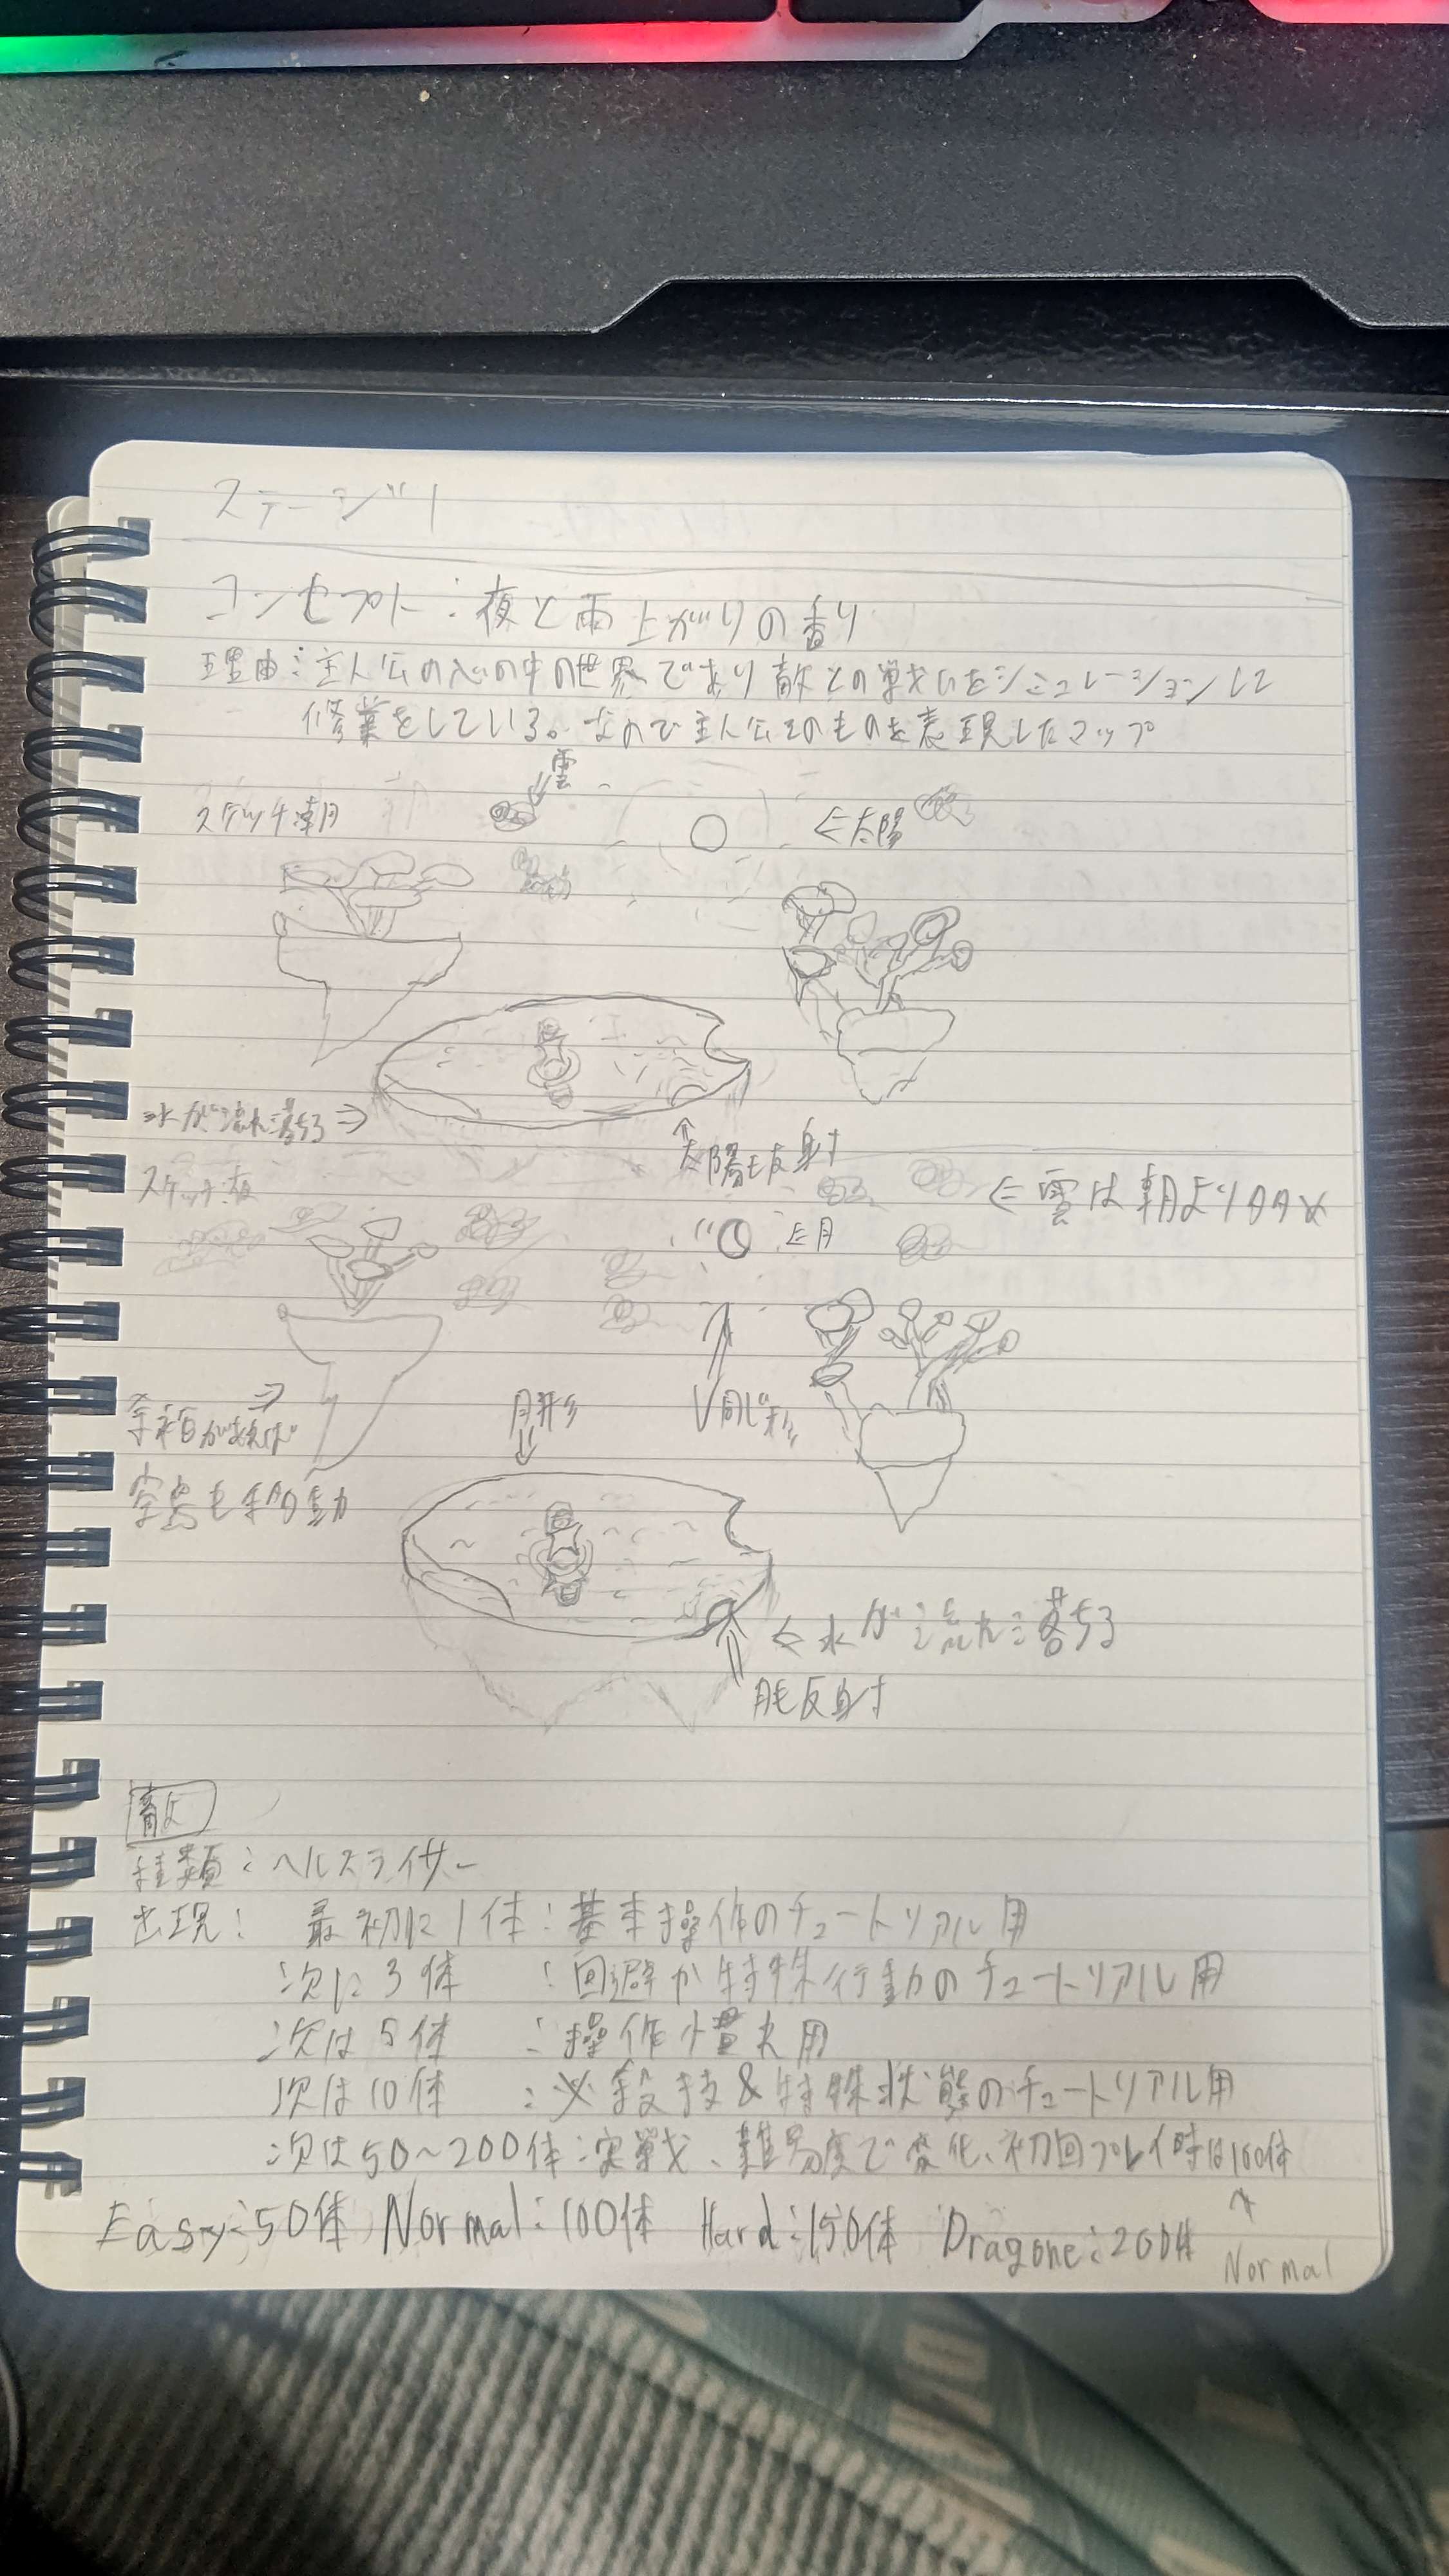 ステージ1
コンセプト:夜と雨上がりの香り
理由:主人公の心の中の世界であり敵との戦いをシミュレーションして
修業をしている。なので主人公そのものを表現したマップ
雲
スケッチ朝
⇐太陽
水が流れ落ちる⇒
太陽も反射
スケッチ夜
⇐雲は朝より多め
⇐月
月形
同じ形
余裕があれば
空島も移動
⇐水が流れ落ちる
月も反射
敵
種類:ヘルスライサー
出現: 最初に1体:基本操作のチュートリアル用
次に3体 :回避か特殊行動のチュートリアル用
次は5体 :操作慣れ用
次は10体 :必殺技&特殊状態のチュートリアル用
次は50~200体:実戦、難易度で変化、初回プレイ時は100体
Easy:50体 Normal:100体 Hard:150体 Dragone:200体
Normal